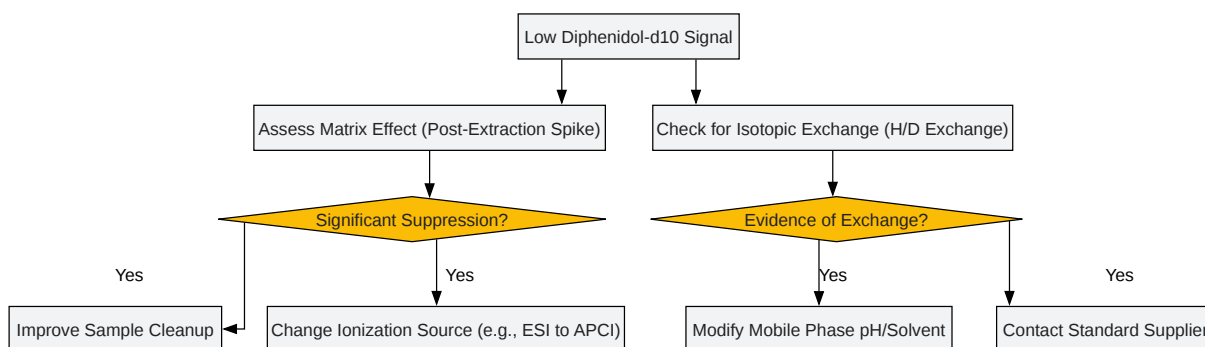 Low Diphenidol-d10 Signal
Assess Matrix Effect (Post-Extraction Spike)
Check for Isotopic Exchange (H/D Exchange)
Significant Suppression?
Evidence of Exchange?
Yes
Yes
Yes
Yes
Improve Sample Cleanup
Change Ionization Source (e.g., ESI to APCI)
Modify Mobile Phase pH/Solvent
Contact Standard Supplier